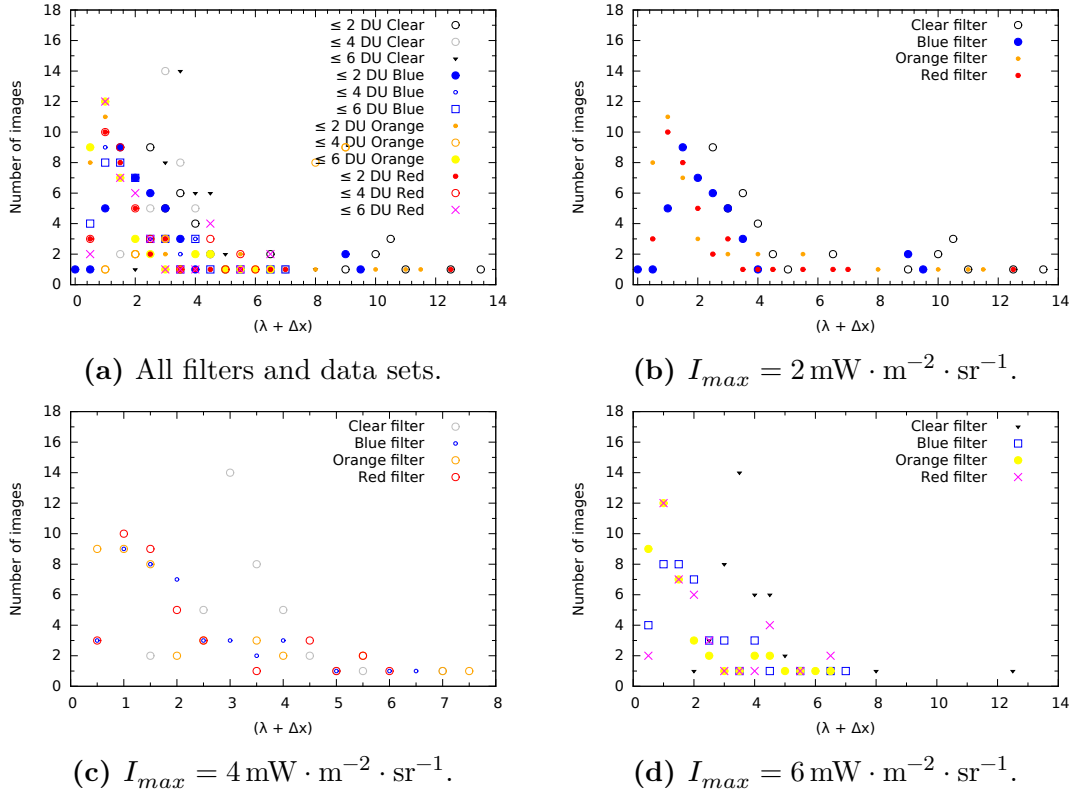 Number of images
18
16
14
12
10
8
6
4
2
0
0 2 4 6 8 10 12 14
(λ + Δx)
≤ 2 DU Clear
≤ 4 DU Clear
≤ 6 DU Clear
≤ 2 DU Blue
≤ 4 DU Blue
≤ 6 DU Blue
≤ 2 DU Orange
≤ 4 DU Orange
≤ 6 DU Orange
≤ 2 DU Red
≤ 4 DU Red
≤ 6 DU Red
(a) All filters and data sets.
Number of images
18
16
14
12
10
8
6
4
2
0
0 2 4 6 8 10 12 14
(λ + Δx)
Clear filter
Blue filter
Orange filter
Red filter
(b) I_{max} = 2 mW · m⁻² · sr⁻¹.
Number of images
18
16
14
12
10
8
6
4
2
0
0 1 2 3 4 5 6 7 8
(λ + Δx)
Clear filter
Blue filter
Orange filter
Red filter
(c) I_{max} = 4 mW · m⁻² · sr⁻¹.
Number of images
18
16
14
12
10
8
6
4
2
0
0 2 4 6 8 10 12 14
(λ + Δx)
Clear filter
Blue filter
Orange filter
Red filter
(d) I_{max} = 6 mW · m⁻² · sr⁻¹.